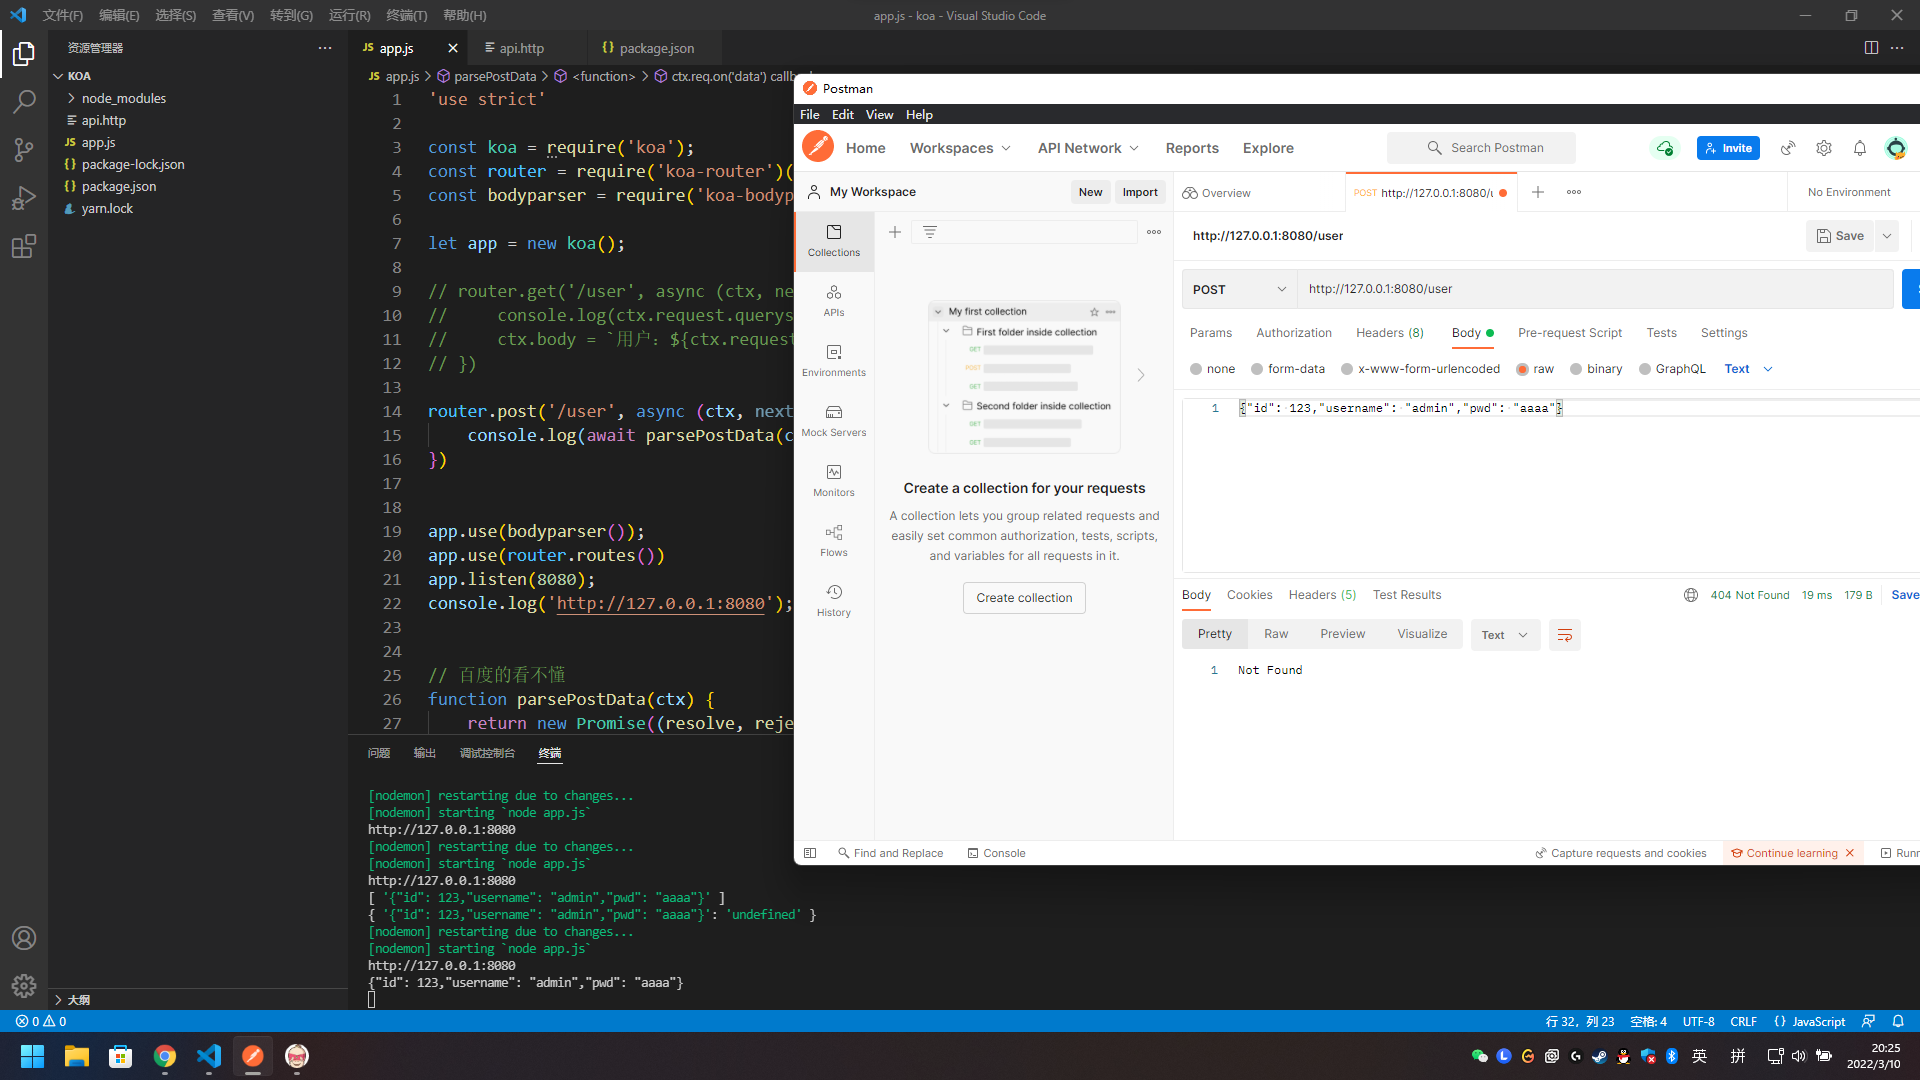 文件(F) 编辑(E) 选择(S) 查看(V) 转到(G) 运行(R) 终端(T) 帮助(H)
app.js - koa - Visual Studio Code
资源管理器
KOA
node_modules
api.http
JS app.js
{} package-lock.json
{} package.json
yarn.lock
大纲
JS app.js
api.http
{} package.json
JS app.js > parsePostData > <function> > ctx.req.on('data') callb
1 'use strict'
2
3 const koa = require('koa');
4 const router = require('koa-router')(
5 const bodyparser = require('koa-bodyp
6
7 let app = new koa();
8
9 // router.get('/user', async (ctx, ne
10 //     console.log(ctx.request.querys
11 //     ctx.body = `用户：${ctx.request
12 // })
13
14 router.post('/user', async (ctx, next
15     console.log(await parsePostData(c
16 })
17
18
19 app.use(bodyparser());
20 app.use(router.routes())
21 app.listen(8080);
22 console.log('http://127.0.0.1:8080');
23
24
25 // 百度的看不懂
26 function parsePostData(ctx) {
27     return new Promise((resolve, reje
问题 输出 调试控制台 终端
[nodemon] restarting due to changes...
[nodemon] starting `node app.js`
http://127.0.0.1:8080
[nodemon] restarting due to changes...
[nodemon] starting `node app.js`
http://127.0.0.1:8080
[ '{"id": 123,"username": "admin","pwd": "aaaa"}' ]
{ '{"id": 123,"username": "admin","pwd": "aaaa"}': 'undefined' }
[nodemon] restarting due to changes...
[nodemon] starting `node app.js`
http://127.0.0.1:8080
{"id": 123,"username": "admin","pwd": "aaaa"}
Postman
File Edit View Help
Home Workspaces API Network Reports Explore
Search Postman
Invite
My Workspace
New Import
Overview
POST http://127.0.0.1:8080/u
No Environment
Collections
APIs
Environments
Mock Servers
Monitors
Flows
History
My first collection
First folder inside collection
GET
POST
GET
Second folder inside collection
GET
GET
Create a collection for your requests
A collection lets you group related requests and
easily set common authorization, tests, scripts,
and variables for all requests in it.
Create collection
http://127.0.0.1:8080/user
Save
POST http://127.0.0.1:8080/user
Params Authorization Headers (8) Body Pre-request Script Tests Settings
none form-data x-www-form-urlencoded raw binary GraphQL Text
1 {"id": 123,"username": "admin","pwd": "aaaa"}
Body Cookies Headers (5) Test Results
404 Not Found 19 ms 179 B Save
Pretty Raw Preview Visualize Text
1 Not Found
Find and Replace Console
Capture requests and cookies Continue learning Runn
0 0
行 32，列 23 空格: 4 UTF-8 CRLF {} JavaScript
英 拼
20:25
2022/3/10